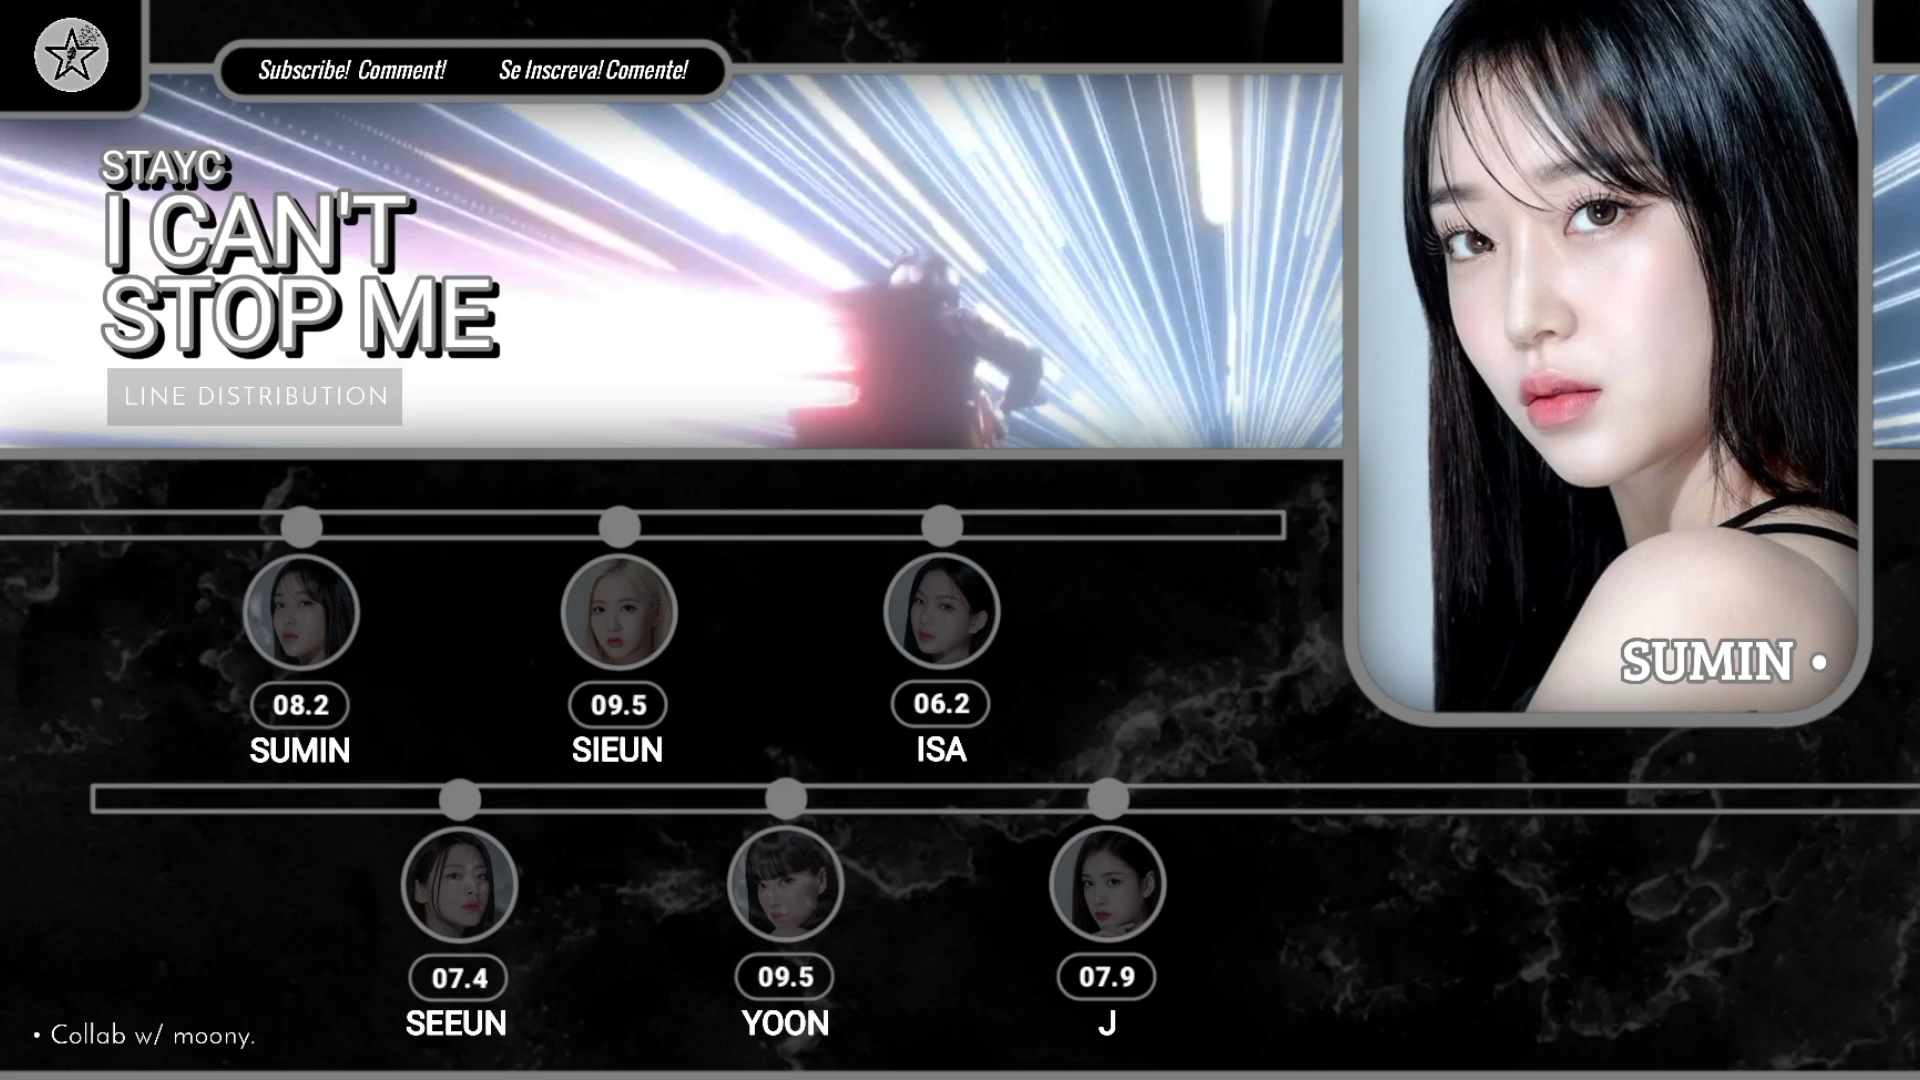 Subscribe! Comment! Se Inscreva! Comente!
STAYC
I CAN'T
STOP ME
LINE DISTRIBUTION
SUMIN •
08.2
SUMIN
09.5
SIEUN
06.2
ISA
07.4
SEEUN
09.5
YOON
07.9
J
• Collab w/ moony.